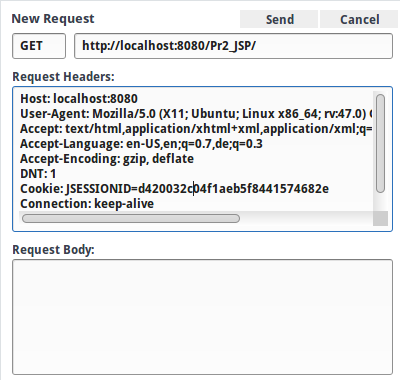 New Request
Send
Cancel
GET
http://localhost:8080/Pr2_JSP/
Request Headers:
Host: localhost:8080
User-Agent: Mozilla/5.0 (X11; Ubuntu; Linux x86_64; rv:47.0)
Accept: text/html,application/xhtml+xml,application/xml;q=
Accept-Language: en-US,en;q=0.7,de;q=0.3
Accept-Encoding: gzip, deflate
DNT: 1
Cookie: JSESSIONID=d420032c04f1aeb5f8441574682e
Connection: keep-alive
Request Body: